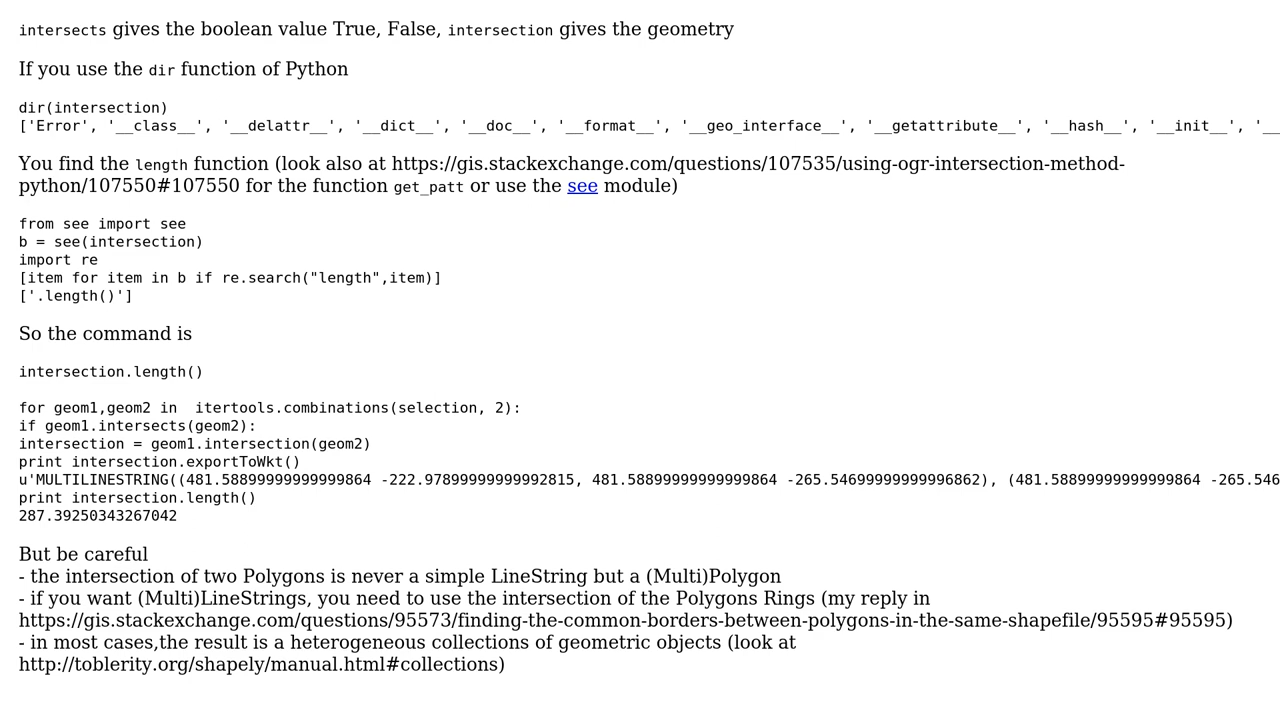 intersects gives the boolean value True, False, intersection gives the geometry
If you use the dir function of Python
dir(intersection)
['Error', '__class__', '__delattr__', '__dict__', '__doc__', '__format__', '__geo_interface__', '__getattribute__', '__hash__', '__init__', '__
You find the length function (look also at https://gis.stackexchange.com/questions/107535/using-ogr-intersection-method-
python/107550#107550 for the function get_patt or use the see module)
from see import see
b = see(intersection)
import re
[item for item in b if re.search("length",item)]
['.length()']
So the command is
intersection.length()
for geom1,geom2 in  itertools.combinations(selection, 2):
if geom1.intersects(geom2):
intersection = geom1.intersection(geom2)
print intersection.exportToWkt()
u'MULTILINESTRING((481.58899999999999864 -222.97899999999992815, 481.58899999999999864 -265.54699999999996862), (481.58899999999999864 -265.546
print intersection.length()
287.39250343267042
But be careful
- the intersection of two Polygons is never a simple LineString but a (Multi)Polygon
- if you want (Multi)LineStrings, you need to use the intersection of the Polygons Rings (my reply in
https://gis.stackexchange.com/questions/95573/finding-the-common-borders-between-polygons-in-the-same-shapefile/95595#95595)
- in most cases,the result is a heterogeneous collections of geometric objects (look at
http://toblerity.org/shapely/manual.html#collections)